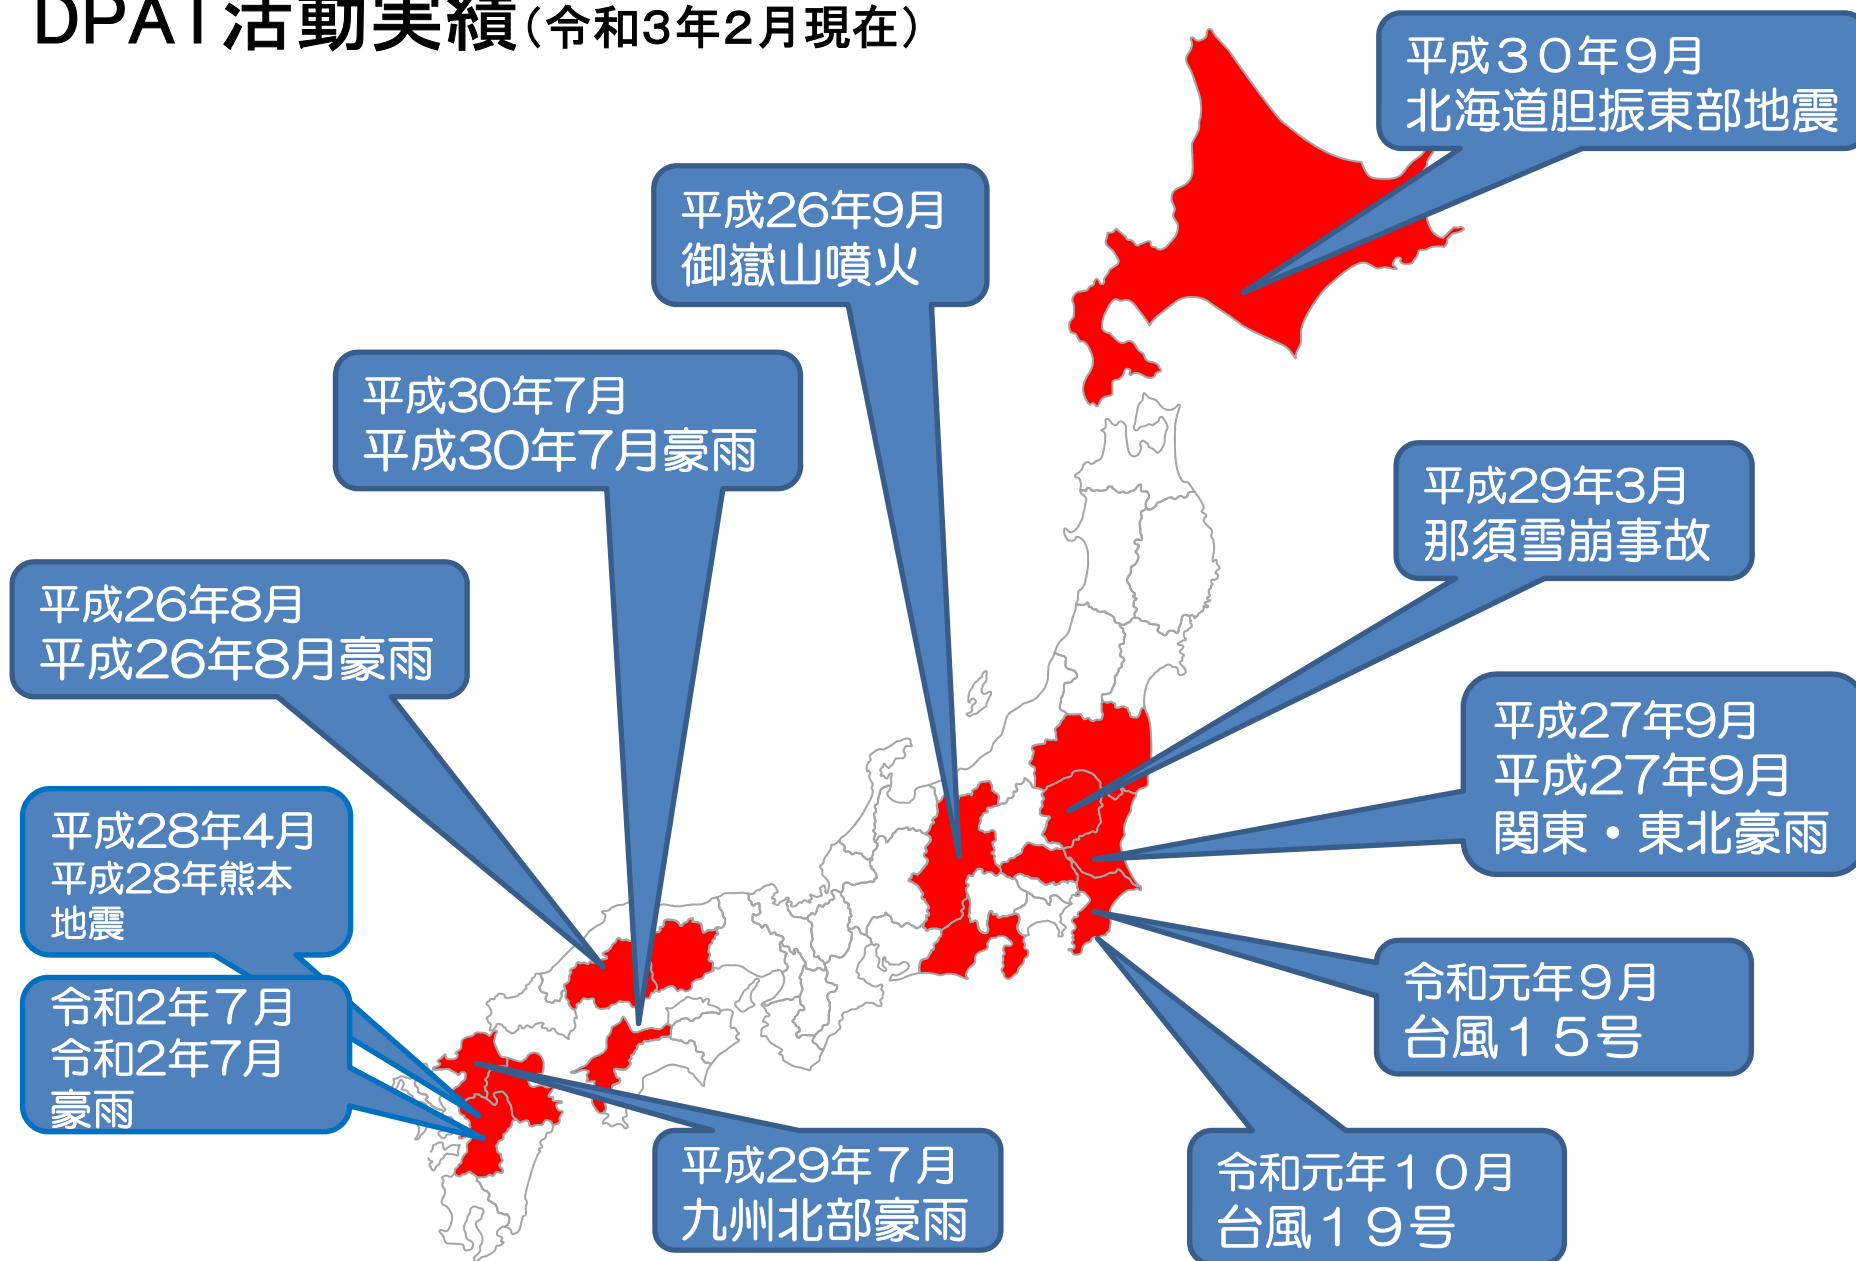 DPAT活動実績（令和3年2月現在）
平成３０年９月
北海道胆振東部地震
平成26年9月
御嶽山噴火
平成30年7月
平成30年7月豪雨
平成29年3月
那須雪崩事故
平成26年8月
平成26年8月豪雨
平成27年9月
平成27年9月
関東・東北豪雨
平成28年4月
平成28年熊本
地震
令和元年９月
台風１５号
令和2年７月
令和2年7月
豪雨
平成29年７月
九州北部豪雨
令和元年１０月
台風１９号